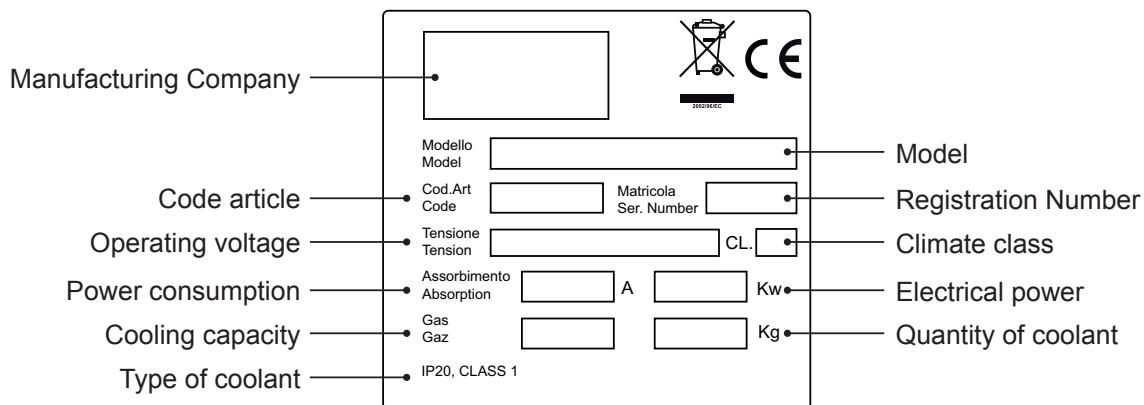 2002/96/EC
Manufacturing Company
Modello
Model
Model
Code article
Cod.Art
Code
Matricola
Ser. Number
Registration Number
Operating voltage
Tensione
Tension
CL.
Climate class
Power consumption
Assorbimento
Absorption
A
Kw
Electrical power
Cooling capacity
Gas
Gaz
Kg
Quantity of coolant
Type of coolant
IP20, CLASS 1